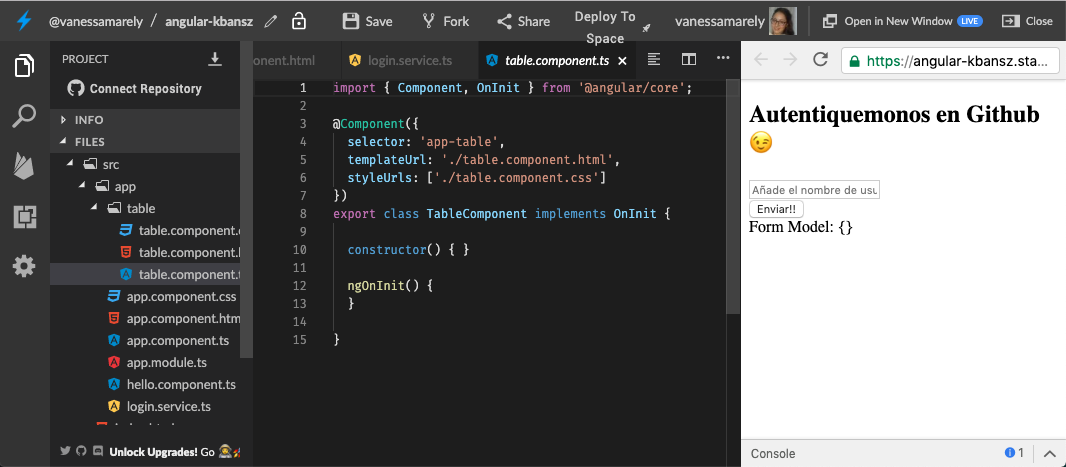 @vanessamarely / angular-kbansz
Save
Fork
Share
Deploy To
Space
vanessamarely
Open in New Window LIVE
Close
PROJECT
Connect Repository
INFO
FILES
src
app
table
table.component.
table.component.
table.component.t
app.component.css
app.component.htm
app.component.ts
app.module.ts
hello.component.ts
login.service.ts
Unlock Upgrades! Go
onent.html
login.service.ts
table.component.ts
1 import { Component, OnInit } from '@angular/core';
2
3 @Component({
4 selector: 'app-table',
5 templateUrl: './table.component.html',
6 styleUrls: ['./table.component.css']
7 })
8 export class TableComponent implements OnInit {
9
10 constructor() { }
11
12 ngOnInit() {
13 }
14
15 }
https://angular-kbansz.sta...
Autentiquemonos en Github
😉
Añade el nombre de usu
Enviar!!
Form Model: {}
Console
1